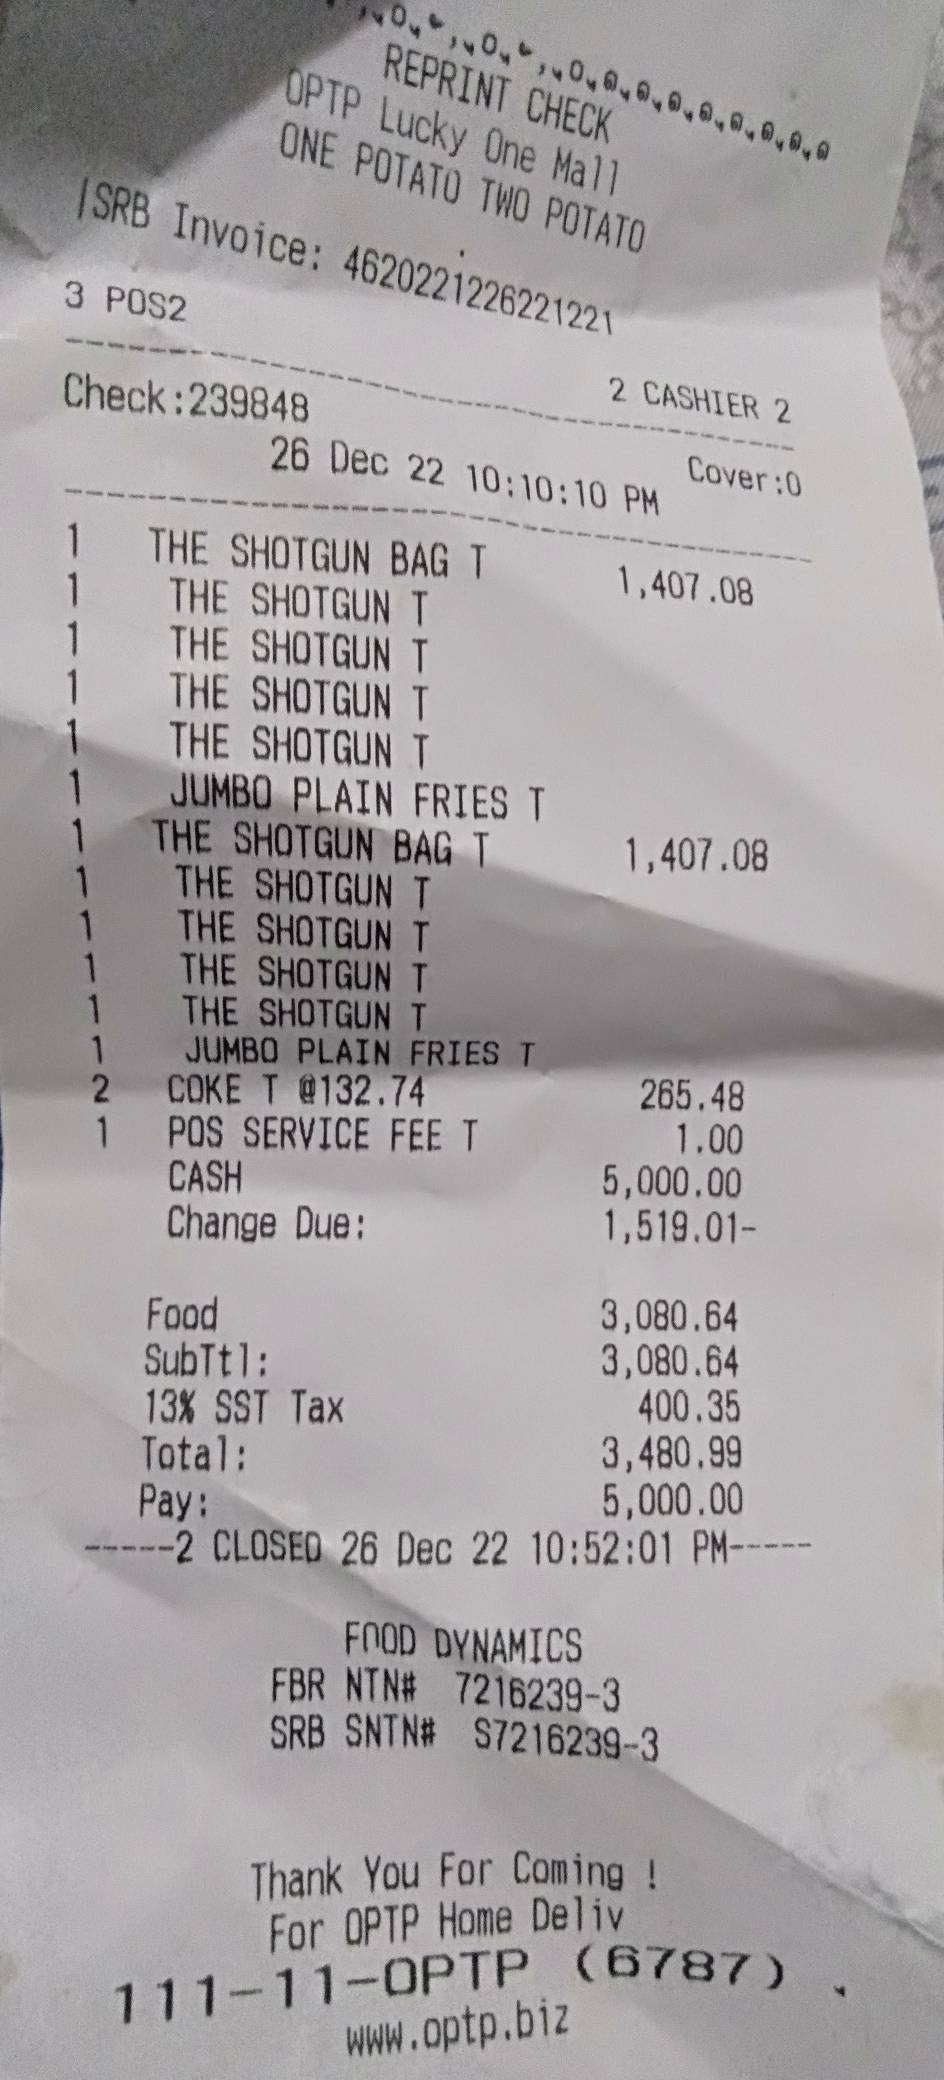 REPRINT CHECK
OPTP Lucky One Mall
ONE POTATO TWO POTATO
|SRB Invoice: 4620221226221221
3 POS2 2 CASHIER 2
Check:239848 Cover:0
26 Dec 22 10:10:10 PM
1 THE SHOTGUN BAG T 1,407.08
1 THE SHOTGUN T
1 THE SHOTGUN T
1 THE SHOTGUN T
1 THE SHOTGUN T
1 JUMBO PLAIN FRIES T
1 THE SHOTGUN BAG T 1,407.08
1 THE SHOTGUN T
1 THE SHOTGUN T
1 THE SHOTGUN T
1 THE SHOTGUN T
1 JUMBO PLAIN FRIES T
2 COKE T @132.74 265.48
1 POS SERVICE FEE T 1.00
CASH 5,000.00
Change Due: 1,519.01-
Food 3,080.64
SubTtl: 3,080.64
13% SST Tax 400.35
Total: 3,480.99
Pay: 5,000.00
-----2 CLOSED 26 Dec 22 10:52:01 PM-----
FOOD DYNAMICS
FBR NTN# 7216239-3
SRB SNTN# S7216239-3
Thank You For Coming !
For OPTP Home Deliv
111-11-OPTP (6787) .
www.optp.biz